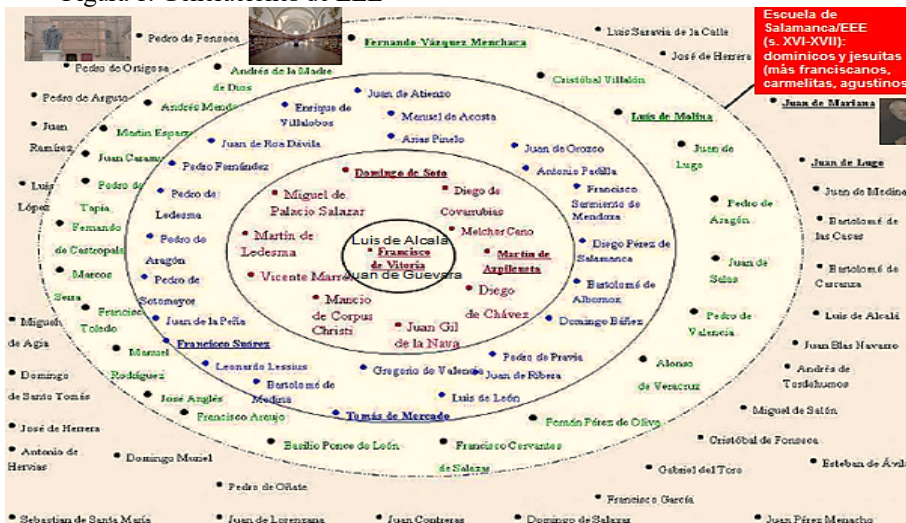 Figura 1. Generaciones de EEE
Escuela de
Salamanca/EEE
(s. XVI-XVII):
dominicos y jesuitas
(màs franciscanos,
carmelitas, agustinos
• Pedro de Fonseca
• Fernando Vázquez Menchaca
• Luis Saravia de la Calle
• José de Herrera
• Pedro de Ortigosa
• Andrés de la Madre
de Dios
• Cristóbal Villalón
• Pedro de Arguto
• Andrés Mendo
• Juan de Atienzo
• Enrique de
Villalobos
• Manuel de Acosta
• Luis de Molina
• Juan de Mariana
• Juan
Ramírez
• Martin Esparza
• Juan de Roa Dávila
• Arias Pinelo
• Juan de Orozco
• Juan de
Lugo
• Juan Caramu
• Pedro Fernández
• Domingo de Soto
• Antonio Padilla
• Juan de Lugo
• Luis
López
• Pedro de
Tapia
• Pedro de
Ledesma
• Miguel de
Palacio Salazar
• Diego de
Covarrubias
• Francisco
Sarmiento de
Mendoza
• Juan de Medina
• Fernando
de Castropala
• Martín de
Ledesma
Luis de Alcala
• Francisco
de Vitoria
Juan de Guevara
• Melchor Cano
• Pedro de
Aragón
• Bartolomé de
las Casas
• Pedro de
Aragón
• Martín de
Azpilcueta
• Diego Pérez de
Salamanca
• Marcos
Serra
• Pedro de
Sotomayor
• Vicente Marro
• Diego
de Chávez
• Bartolomé de
Albornoz
• Juan de
Salas
• Bartolomé de
Carranza
• Francisco
Toledo
• Juan de la Peña
• Mancio
de Corpus
Christi
• Juan Gil
de la Nava
• Domingo Báñez
• Pedro de
Valencia
• Luis de Alcalá
• Miguel
de Agia
• Francisco Suárez
• Juan Blas Navarro
• Manuel
Rodríguez
• Leonardo Lessius
• Gregorio de Valencia
• Pedro de Pravia
• Juan de Ribera
• Alonso
de Veracruz
• Andrés de
Tordehumos
• Domingo
de Santo Tomás
• José Anglés
• Bartolomé de
Medina
• Luis de León
• Miguel de Salón
• Francisco Araujo
• Tomás de Mercado
• Fernán Pérez de Oliva
• José de Herrera
• Basilio Ponce de León
• Francisco Cervantes
de Salazar
• Cristóbal de Fonseca
• Antonio de
Hervias
• Domingo Muriel
• Gabriel del Toro
• Esteban de Ávila
• Pedro de Oñate
• Francisco García
• Sebastian de Santa María
• Juan de Lorenzana
• Juan Contreras
• Domingo de Salazar
• Juan Pérez Menacho